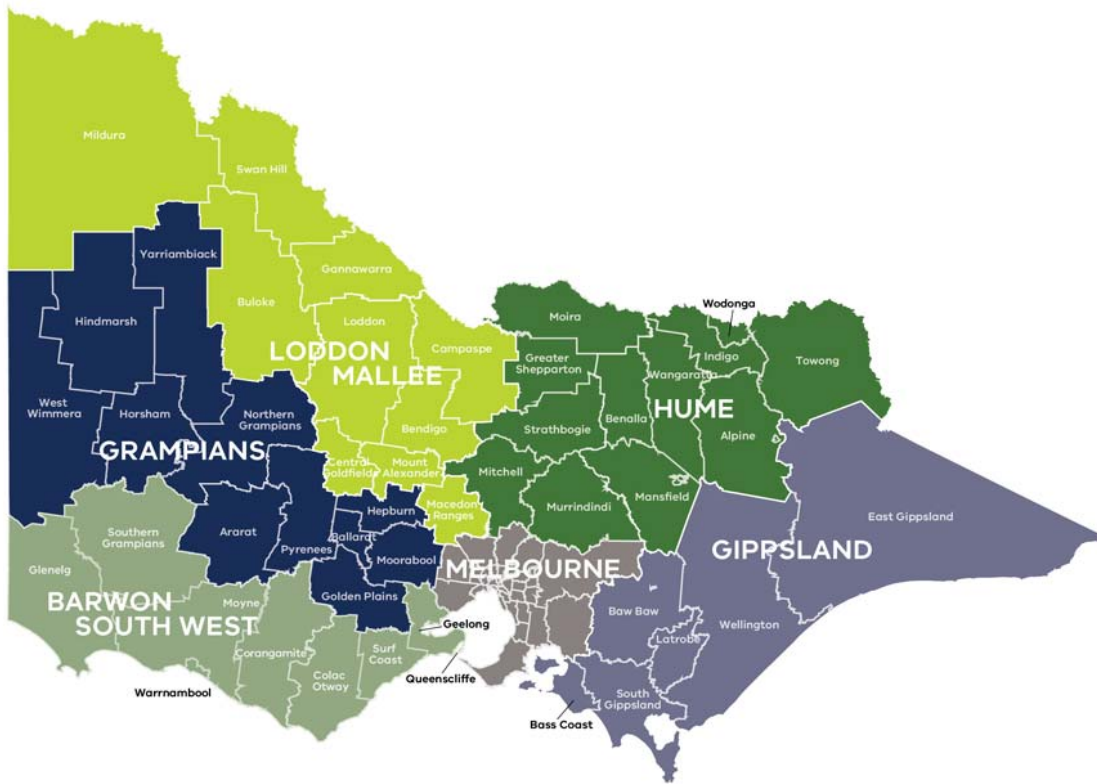 Mildura
Swan Hill
Yarriambiack
Gannawarra
Buloke
Hindmarsh
Loddon
LODDON
MALLEE
Campaspe
Moira
Wodonga
Greater
Shepparton
Indigo
Wangaratta
Towong
HUME
West
Wimmera
Horsham
Northern
Grampians
GRAMPIANS
Bendigo
Strathbogie
Benalla
Alpine
Central
Goldfields
Mount
Alexander
Mitchell
Mansfield
Macedon
Ranges
Murrindindi
Hepburn
Southern
Grampians
Ararat
Ballarat
Pyrenees
Moorabool
East Gippsland
GIPPSLAND
MELBOURNE
Glenelg
BARWON
SOUTH WEST
Moyne
Golden Plains
Baw Baw
Wellington
Geelong
Latrobe
Corangamite
Surf
Coast
Colac
Otway
Queenscliffe
Warrnambool
South
Gippsland
Bass Coast